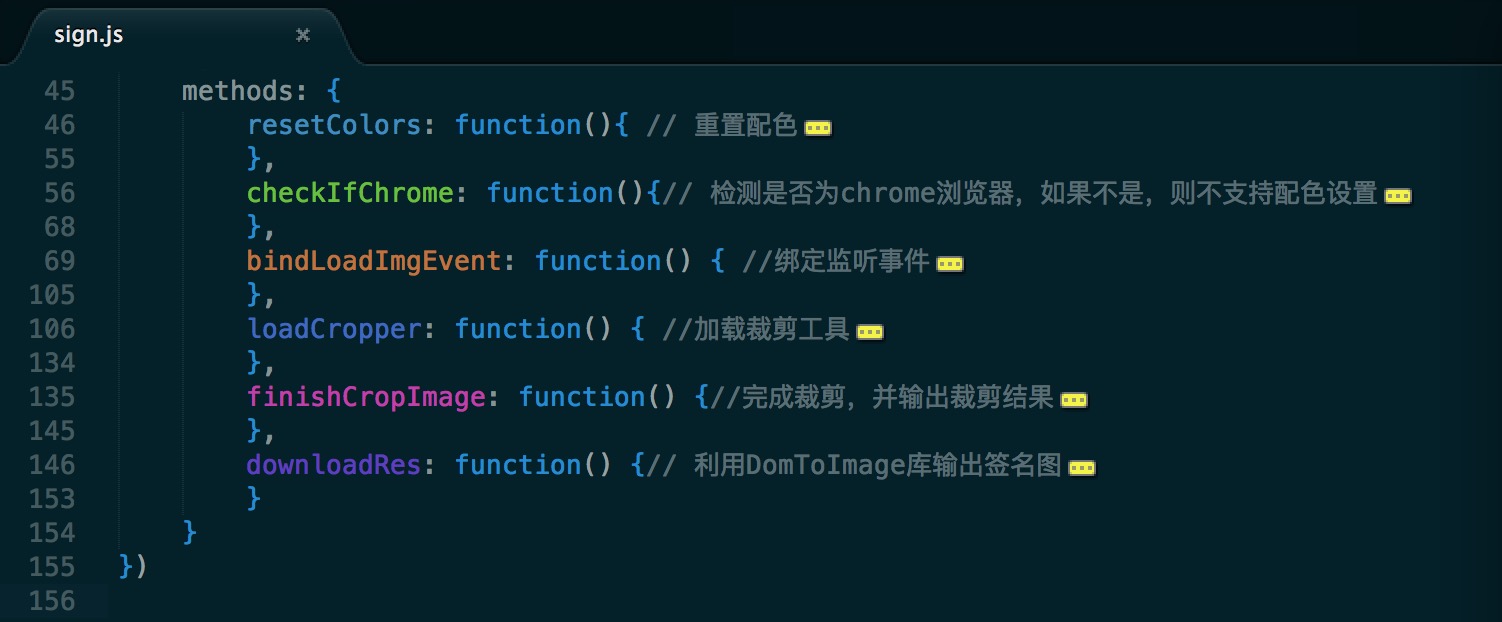 sign.js
45 methods: {
46 resetColors: function(){ // 重置配色
55 },
56 checkIfChrome: function(){// 检测是否为chrome浏览器，如果不是，则不支持配色设置
68 },
69 bindLoadImgEvent: function() { //绑定监听事件
105 },
106 loadCropper: function() { //加载裁剪工具
134 },
135 finishCropImage: function() {//完成裁剪，并输出裁剪结果
145 },
146 downloadRes: function() {// 利用DomToImage库输出签名图
153 }
154 }
155 })
156